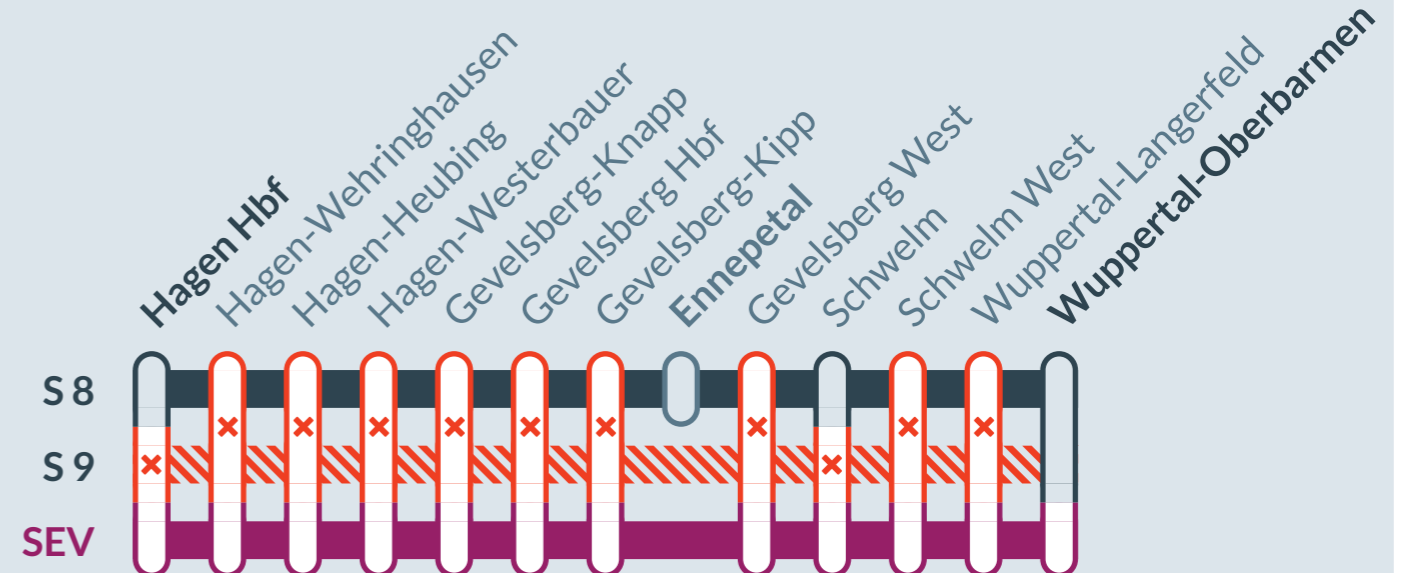 Hagen Hbf
Hagen-Wehringhausen
Hagen-Heubing
Hagen-Westerbauer
Gevelsberg-Knapp
Gevelsberg Hbf
Gevelsberg-Kipp
Ennepetal
Gevelsberg West
Schwelm
Schwelm West
Wuppertal-Langerfeld
Wuppertal-Oberbarmen
S 8
S 9
SEV